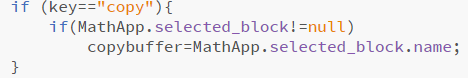 if (key=="copy"){
    if(MathApp.selected_block!=null)
        copybuffer=MathApp.selected_block.name;
}